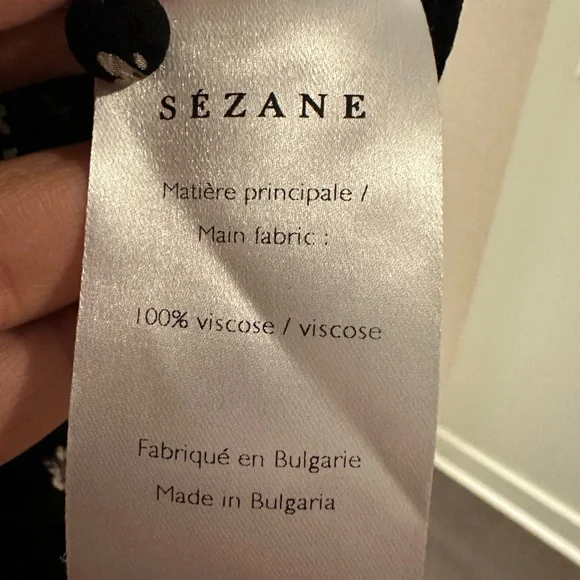 SÉZANE
Matière principale /
Main fabric :
100% viscose / viscose
Fabriqué en Bulgarie
Made in Bulgaria